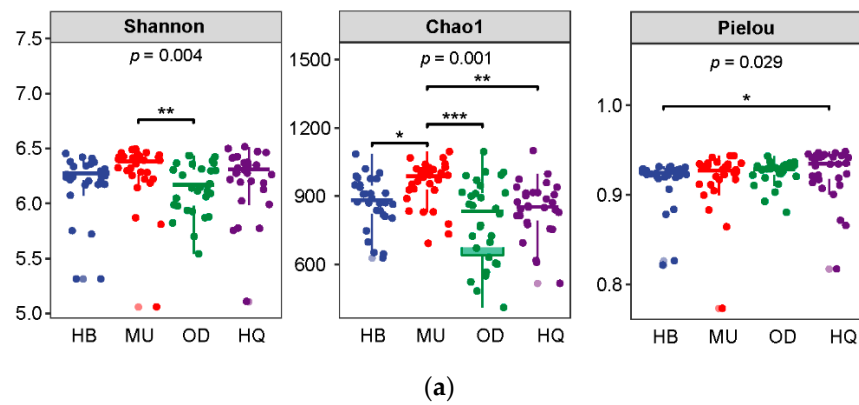 Shannon
p = 0.004
**
7.5
7.0
6.5
6.0
5.5
5.0
HB MU OD HQ
Chao1
p = 0.001
**
***
*
1500
1200
900
600
HB MU OD HQ
Pielou
p = 0.029
*
1.0
0.9
0.8
HB MU OD HQ
(a)